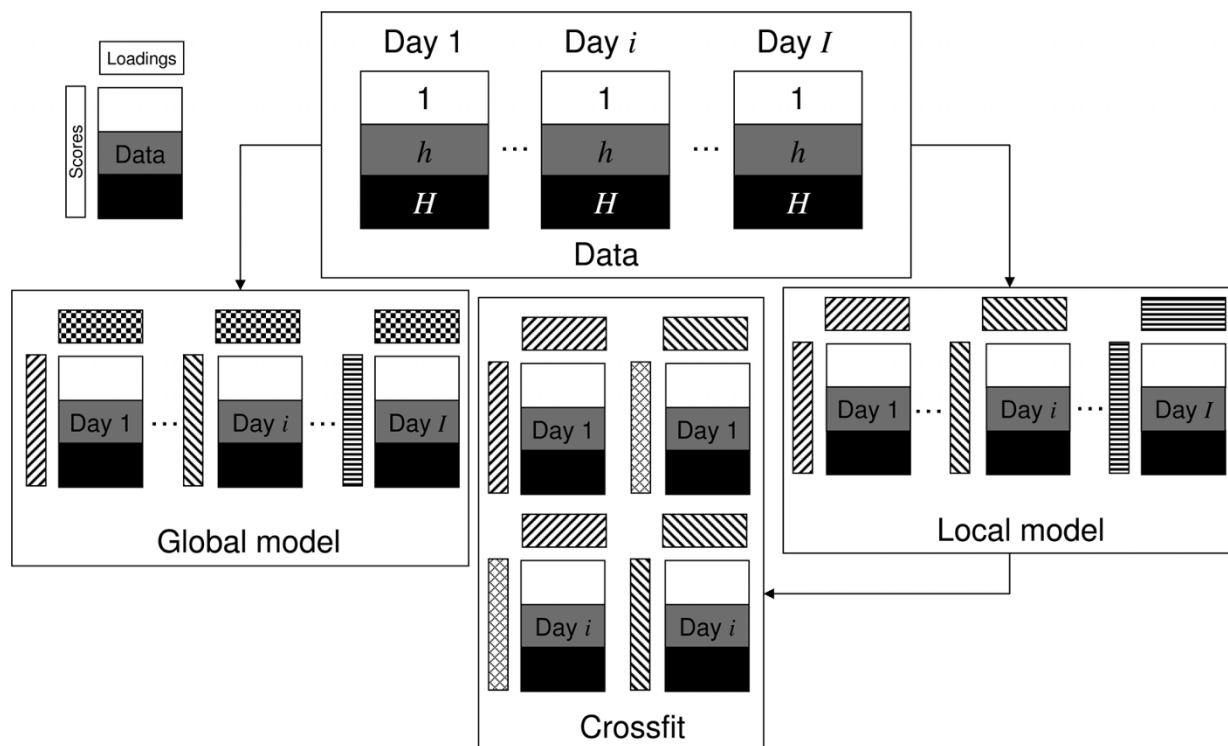 Loadings
Scores
Data
Day 1
Day i
Day I
1
1
1
h
...
h
...
h
H
H
H
Data
Day 1
...
Day i
...
Day I
Global model
Day 1
Day 1
Day i
Day i
Crossfit
Day 1
...
Day i
...
Day I
Local model